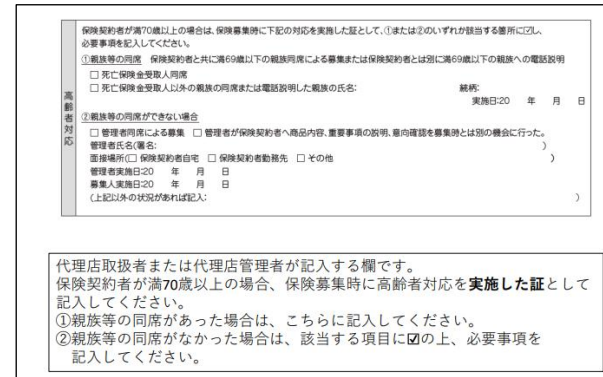 保険契約者が満70歳以上の場合は、保険募集時に下記の対応を実施した証として、①または②のいずれか該当する箇所に☑し、
必要事項を記入してください。
①親族等の同席 保険契約者と共に満69歳以下の親族同席による募集または保険契約者とは別に満69歳以下の親族への電話説明
□ 死亡保険金受取人同席
□ 死亡保険金受取人以外の親族の同席または電話説明した親族の氏名: 続柄:
実施日:20 年 月 日
高齢者対応
②親族等の同席ができない場合
□ 管理者同席による募集 □ 管理者が保険契約者へ商品内容、重要事項の説明、意向確認を募集時とは別の機会に行った。
管理者氏名(署名: )
面接場所(□ 保険契約者自宅 □ 保険契約者勤務先 □ その他 )
管理者実施日:20 年 月 日
募集人実施日:20 年 月 日
(上記以外の状況があれば記入: )
代理店取扱者または代理店管理者が記入する欄です。
保険契約者が満70歳以上の場合、保険募集時に高齢者対応を実施した証として
記入してください。
①親族等の同席があった場合は、こちらに記入してください。
②親族等の同席がなかった場合は、該当する項目に☑の上、必要事項を
記入してください。